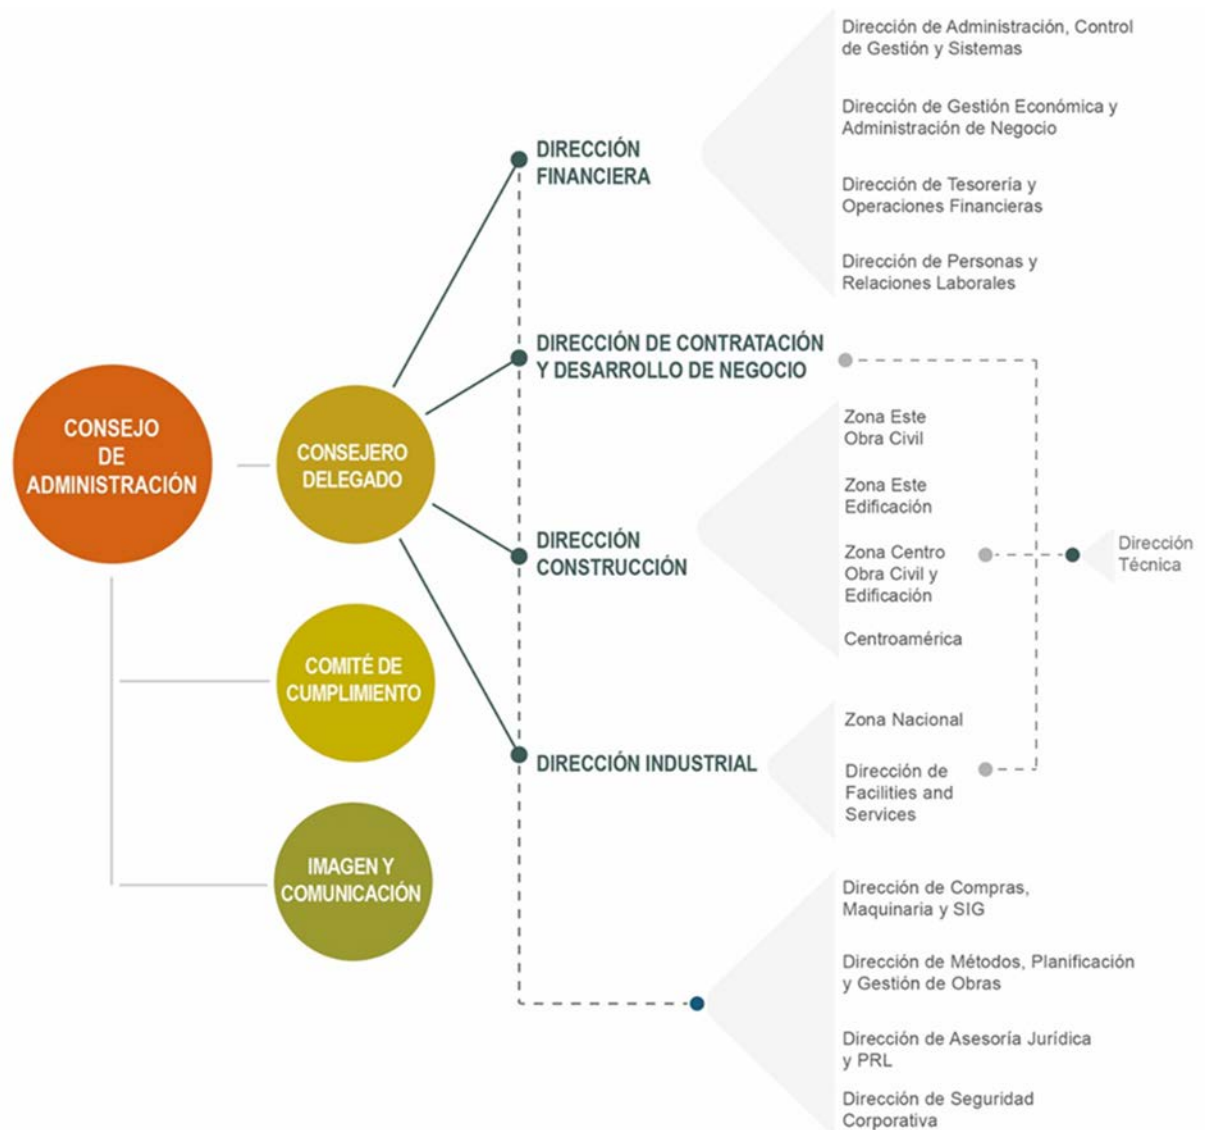 CONSEJO
DE
ADMINISTRACIÓN
CONSEJERO
DELEGADO
COMITÉ DE
CUMPLIMIENTO
IMAGEN Y
COMUNICACIÓN
DIRECCIÓN
FINANCIERA
Dirección de Administración, Control
de Gestión y Sistemas
Dirección de Gestión Económica y
Administración de Negocio
Dirección de Tesorería y
Operaciones Financieras
Dirección de Personas y
Relaciones Laborales
DIRECCIÓN DE CONTRATACIÓN
Y DESARROLLO DE NEGOCIO
DIRECCIÓN
CONSTRUCCIÓN
Zona Este
Obra Civil
Zona Este
Edificación
Zona Centro
Obra Civil y
Edificación
Centroamérica
Dirección
Técnica
DIRECCIÓN INDUSTRIAL
Zona Nacional
Dirección de
Facilities and
Services
Dirección de Compras,
Maquinaria y SIG
Dirección de Métodos, Planificación
y Gestión de Obras
Dirección de Asesoría Jurídica
y PRL
Dirección de Seguridad
Corporativa